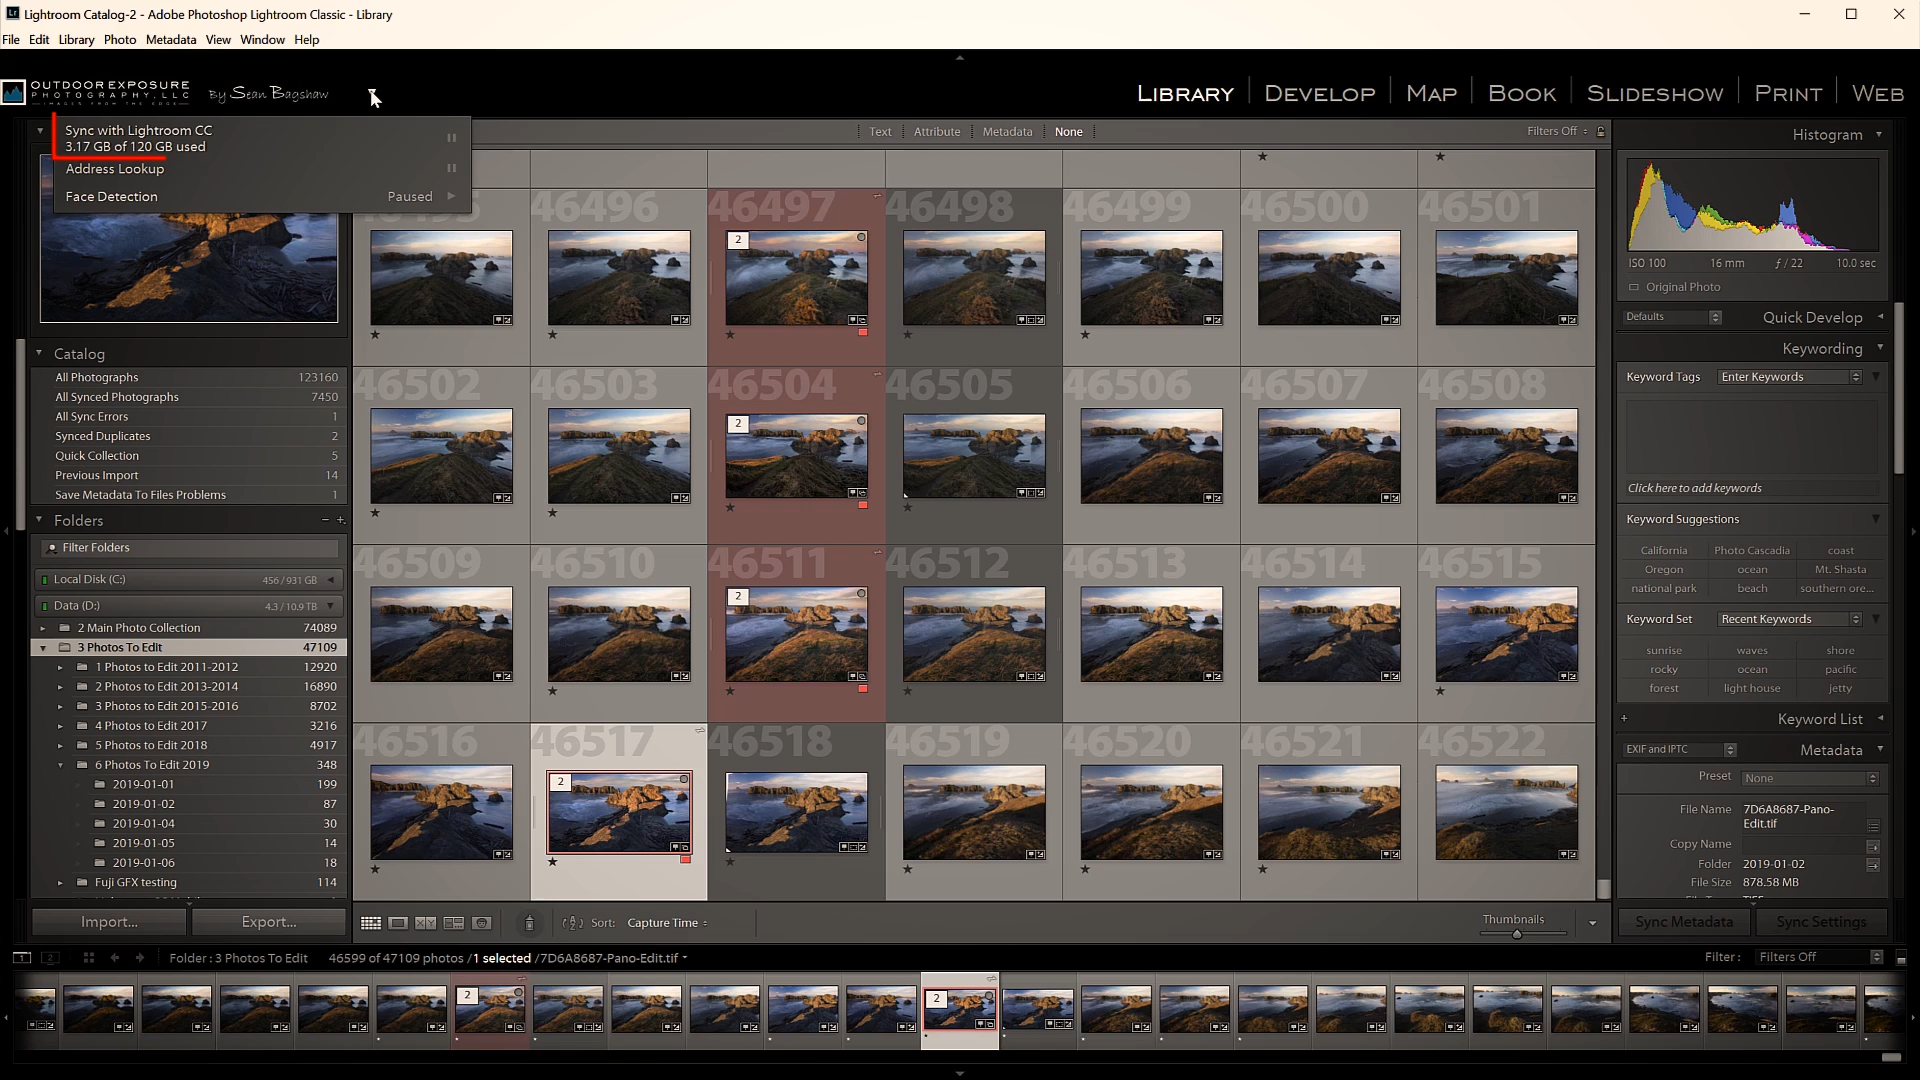 Lightroom Catalog-2 - Adobe Photoshop Lightroom Classic - Library
File Edit Library Photo Metadata View Window Help
OUTDOOR EXPOSURE
PHOTOGRAPHY, LLC
By Sean Bagshaw
LIBRARY DEVELOP MAP BOOK SLIDESHOW PRINT WEB
Sync with Lightroom CC
3.17 GB of 120 GB used
Address Lookup
Face Detection Paused
Text Attribute Metadata None
Filters Off
Catalog
All Photographs 123160
All Synced Photographs 7450
All Sync Errors 1
Synced Duplicates 2
Quick Collection 5
Previous Import 14
Save Metadata To Files Problems 1
Folders
Filter Folders
Local Disk (C:) 456 / 931 GB
Data (D:) 4.3 / 10.9 TB
2 Main Photo Collection 74089
3 Photos To Edit 47109
1 Photos to Edit 2011-2012 12920
2 Photos to Edit 2013-2014 16890
3 Photos to Edit 2015-2016 8702
4 Photos to Edit 2017 3216
5 Photos to Edit 2018 4917
6 Photos To Edit 2019 348
2019-01-01 199
2019-01-02 87
2019-01-04 30
2019-01-05 14
2019-01-06 18
Fuji GFX testing 114
Import... Export...
46496 46497 46498 46499 46500 46501
2
46502 46503 46504 46505 46506 46507 46508
2
46509 46510 46511 46512 46513 46514 46515
2
46516 46517 46518 46519 46520 46521 46522
2
Sort: Capture Time
Thumbnails
Histogram
ISO 100 16 mm ƒ / 22 10.0 sec
Original Photo
Defaults Quick Develop
Keywording
Keyword Tags Enter Keywords
Click here to add keywords
Keyword Suggestions
California Photo Cascadia coast
Oregon ocean Mt. Shasta
national park beach southern ore...
Keyword Set Recent Keywords
sunrise waves shore
rocky ocean pacific
forest light house jetty
+ Keyword List
EXIF and IPTC Metadata
Preset None
File Name 7D6A8687-Pano-
Edit.tif
Copy Name
Folder 2019-01-02
File Size 878.58 MB
Sync Metadata Sync Settings
1 2 Folder : 3 Photos To Edit 46599 of 47109 photos / 1 selected / 7D6A8687-Pano-Edit.tif
Filter : Filters Off
2 2